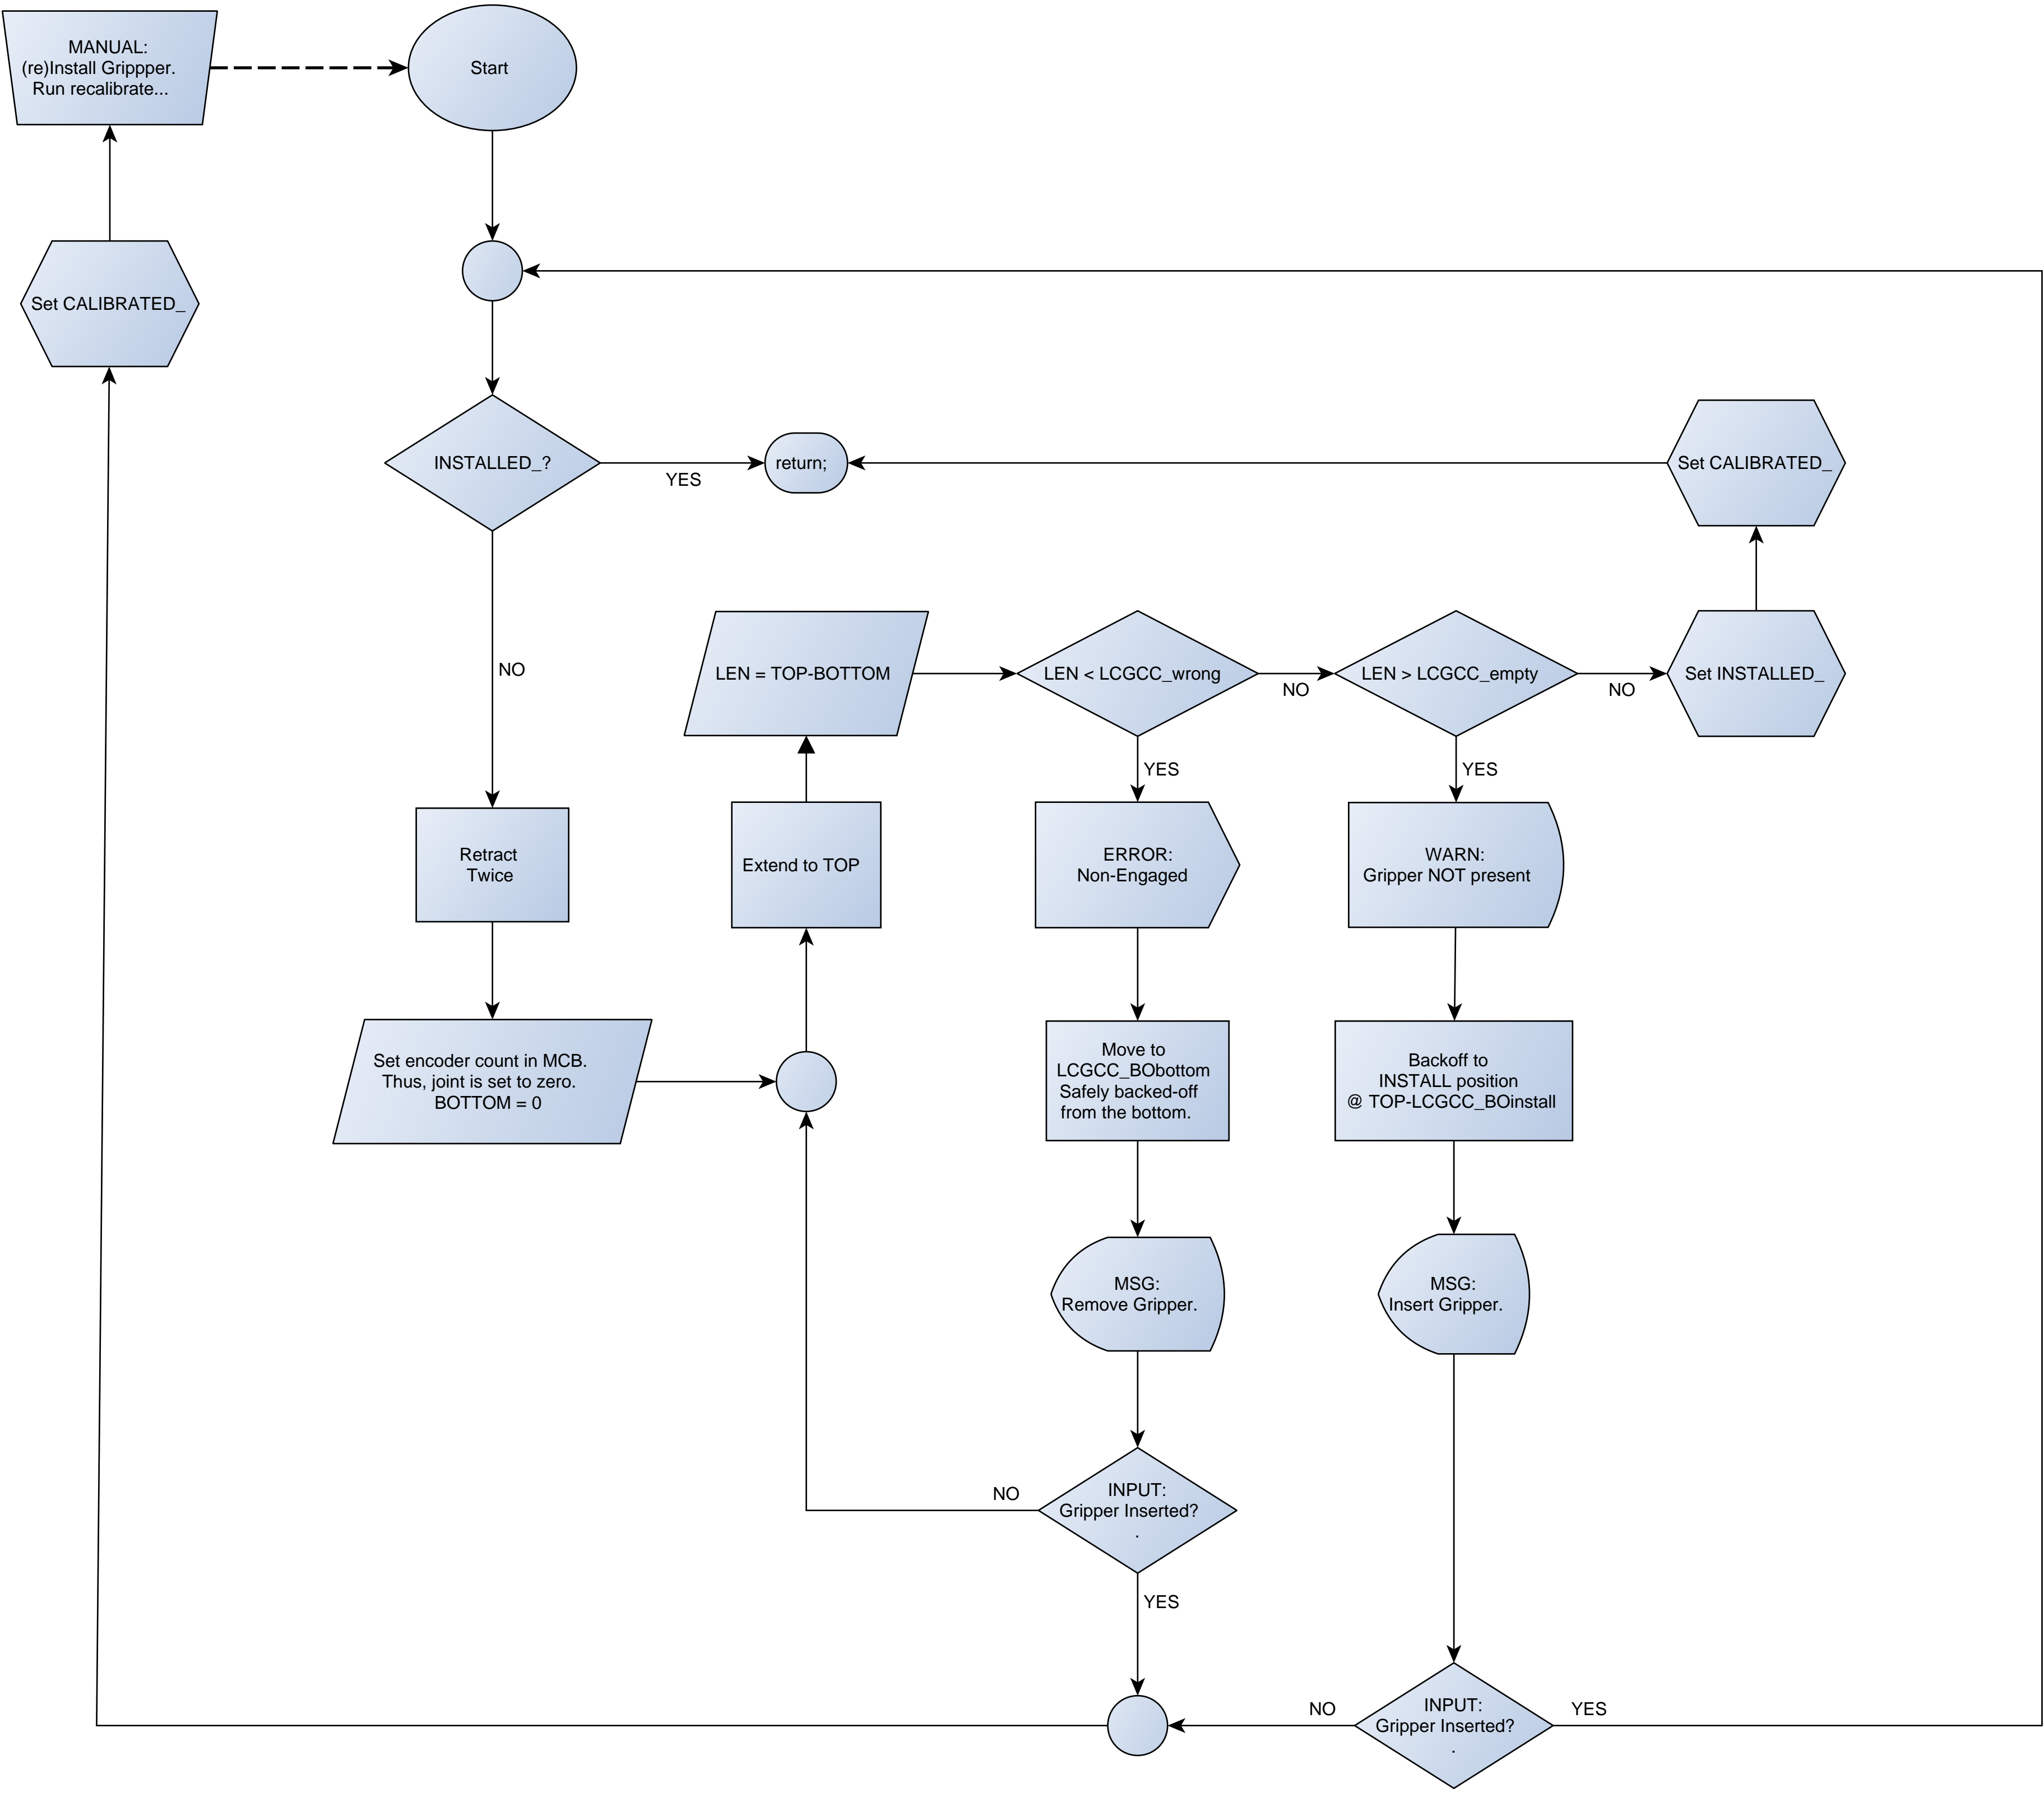 MANUAL:
(re)Install Grippper.
Run recalibrate...
Start
Set CALIBRATED_
INSTALLED_?
YES
return;
Set CALIBRATED_
NO
LEN = TOP-BOTTOM
LEN < LCGCC_wrong
NO
LEN > LCGCC_empty
NO
Set INSTALLED_
YES
YES
Retract
Twice
Extend to TOP
ERROR:
Non-Engaged
WARN:
Gripper NOT present
Set encoder count in MCB.
Thus, joint is set to zero.
BOTTOM = 0
Move to
LCGCC_BObottom
Safely backed-off
from the bottom.
Backoff to
INSTALL position
@ TOP-LCGCC_BOinstall
MSG:
Remove Gripper.
MSG:
Insert Gripper.
NO
INPUT:
Gripper Inserted?
.
YES
NO
INPUT:
Gripper Inserted?
.
YES